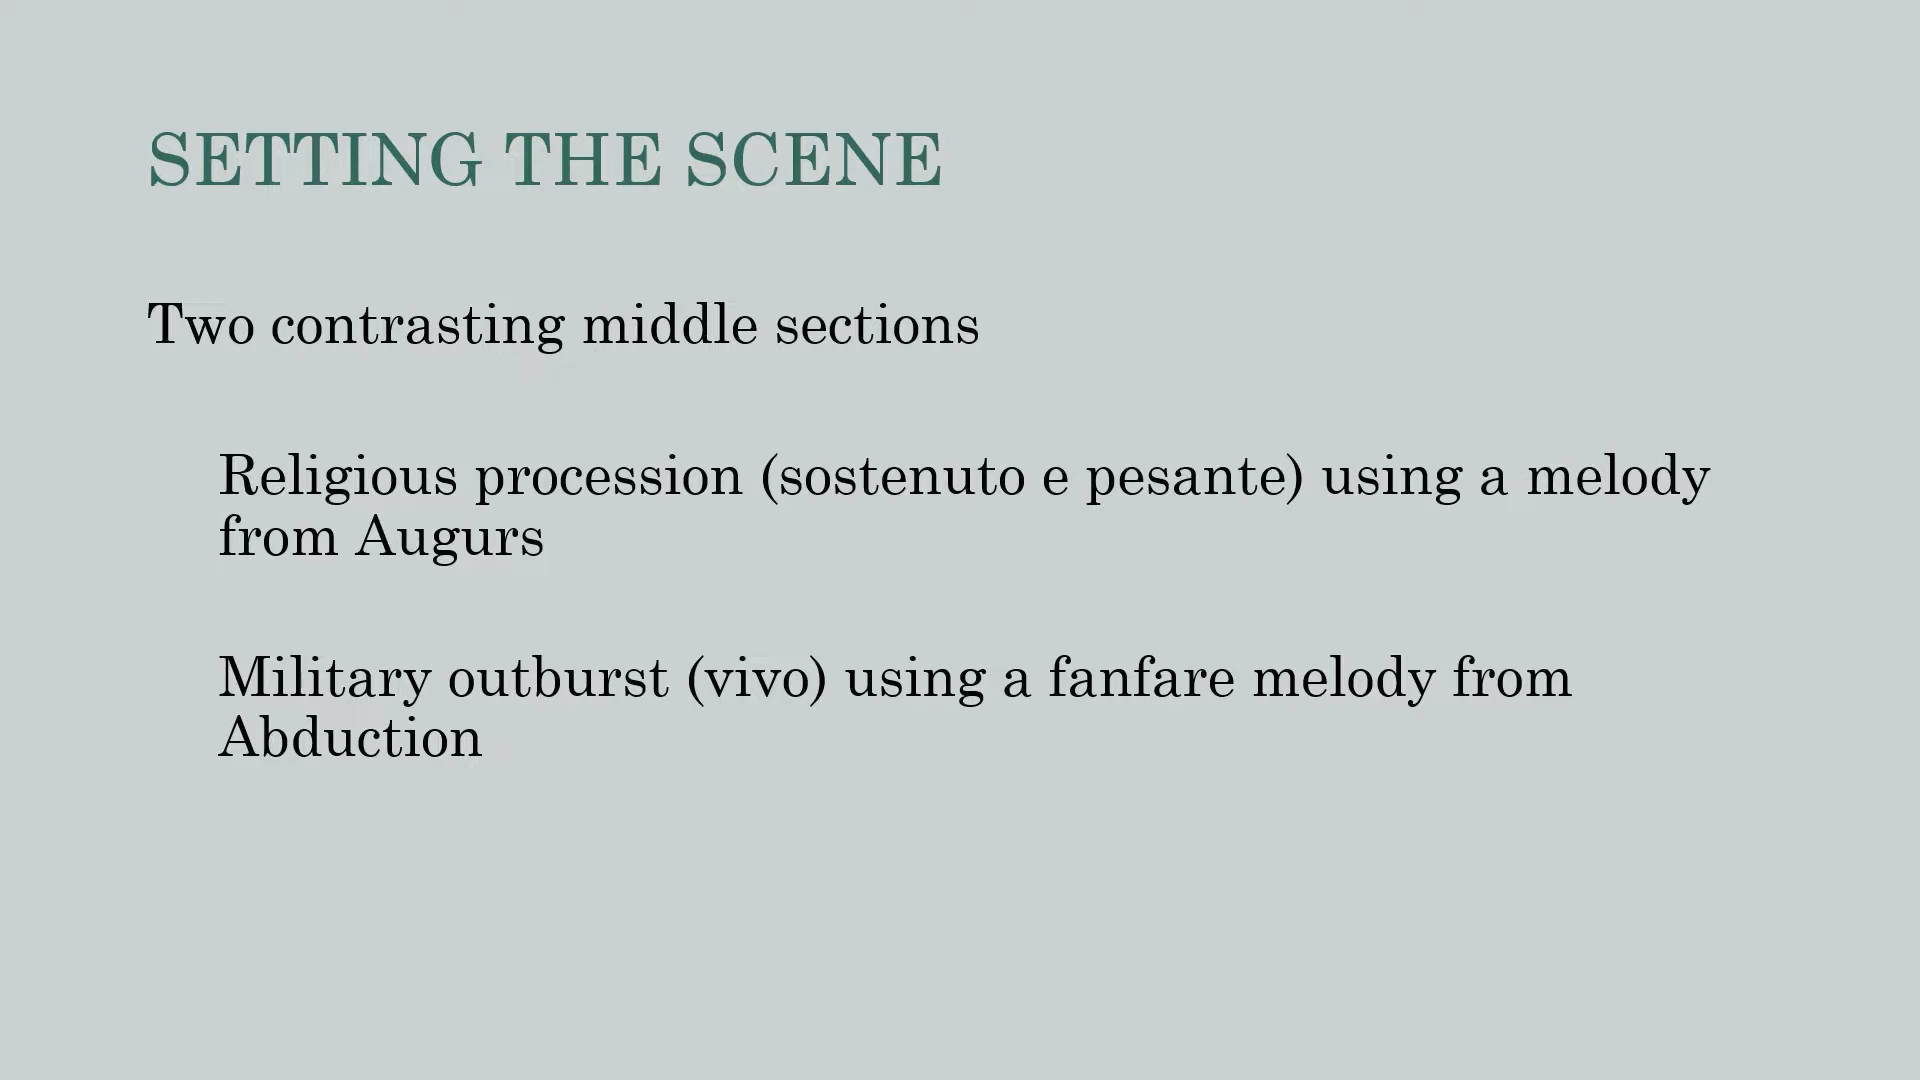 SETTING THE SCENE
Two contrasting middle sections
Religious procession (sostenuto e pesante) using a melody
from Augurs
Military outburst (vivo) using a fanfare melody from
Abduction